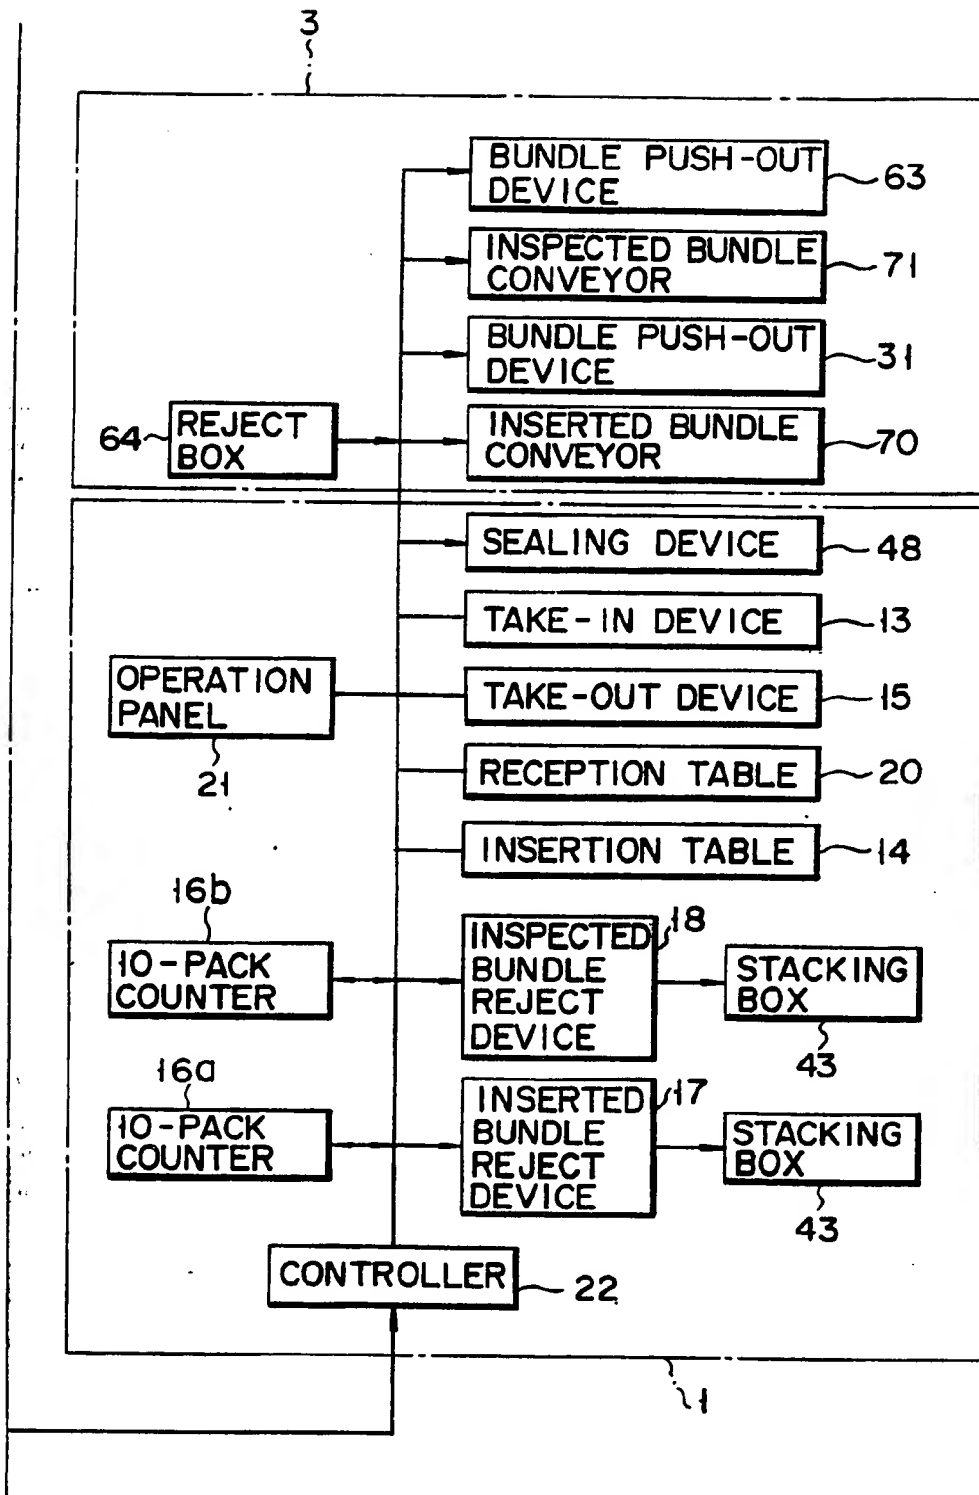 3
BUNDLE PUSH-OUT
DEVICE
63
INSPECTED BUNDLE
CONVEYOR
71
BUNDLE PUSH-OUT
DEVICE
31
64
REJECT
BOX
INSERTED BUNDLE
CONVEYOR
70
SEALING DEVICE
48
TAKE-IN DEVICE
13
OPERATION
PANEL
21
TAKE-OUT DEVICE
15
RECEPTION TABLE
20
INSERTION TABLE
14
16b
10-PACK
COUNTER
INSPECTED
BUNDLE
REJECT
DEVICE
18
STACKING
BOX
43
16a
10-PACK
COUNTER
INSERTED
BUNDLE
REJECT
DEVICE
17
STACKING
BOX
43
CONTROLLER
22
1